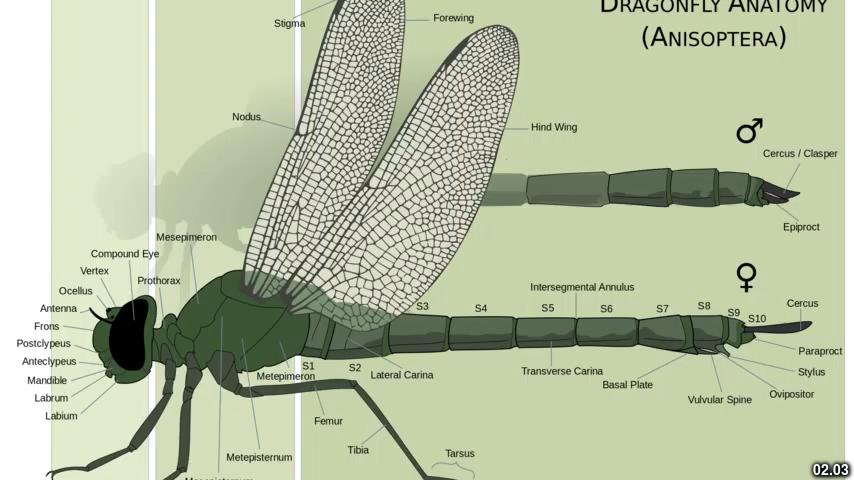 DRAGONFLY ANATOMY
(ANISOPTERA)
Stigma
Forewing
Nodus
Hind Wing
Cercus / Clasper
Epiproct
Mesepimeron
Compound Eye
Vertex
Prothorax
Ocellus
Antenna
Frons
Postclypeus
Anteclypeus
Mandible
Labrum
Labium
Intersegmental Annulus
S1
S2
S3
S4
S5
S6
S7
S8
S9
S10
Cercus
Paraproct
Stylus
Ovipositor
Vulvular Spine
Basal Plate
Transverse Carina
Lateral Carina
Metepimeron
Femur
Tibia
Tarsus
Metepisternum
Mesepisternum
02.03